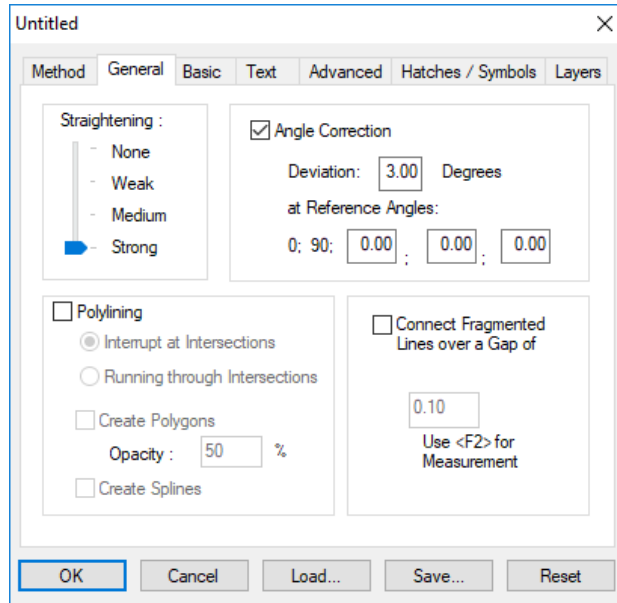 Untitled
Method General Basic Text Advanced Hatches / Symbols Layers
Straightening :
None
Weak
Medium
Strong
Angle Correction
Deviation: 3.00 Degrees
at Reference Angles:
0; 90; 0.00 ; 0.00 ; 0.00
Polylining
Interrupt at Intersections
Running through Intersections
Create Polygons
Opacity : 50 %
Create Splines
Connect Fragmented
Lines over a Gap of
0.10
Use <F2> for
Measurement
OK Cancel Load... Save... Reset